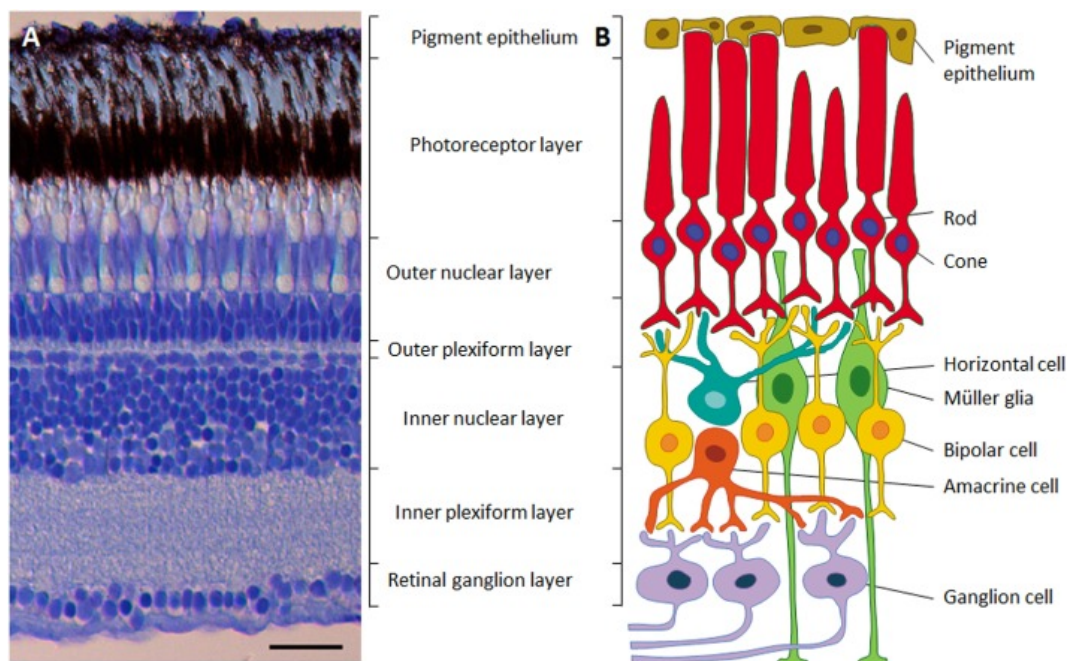 A
Pigment epithelium
Photoreceptor layer
Outer nuclear layer
Outer plexiform layer
Inner nuclear layer
Inner plexiform layer
Retinal ganglion layer
B
Pigment
epithelium
Rod
Cone
Horizontal cell
Müller glia
Bipolar cell
Amacrine cell
Ganglion cell